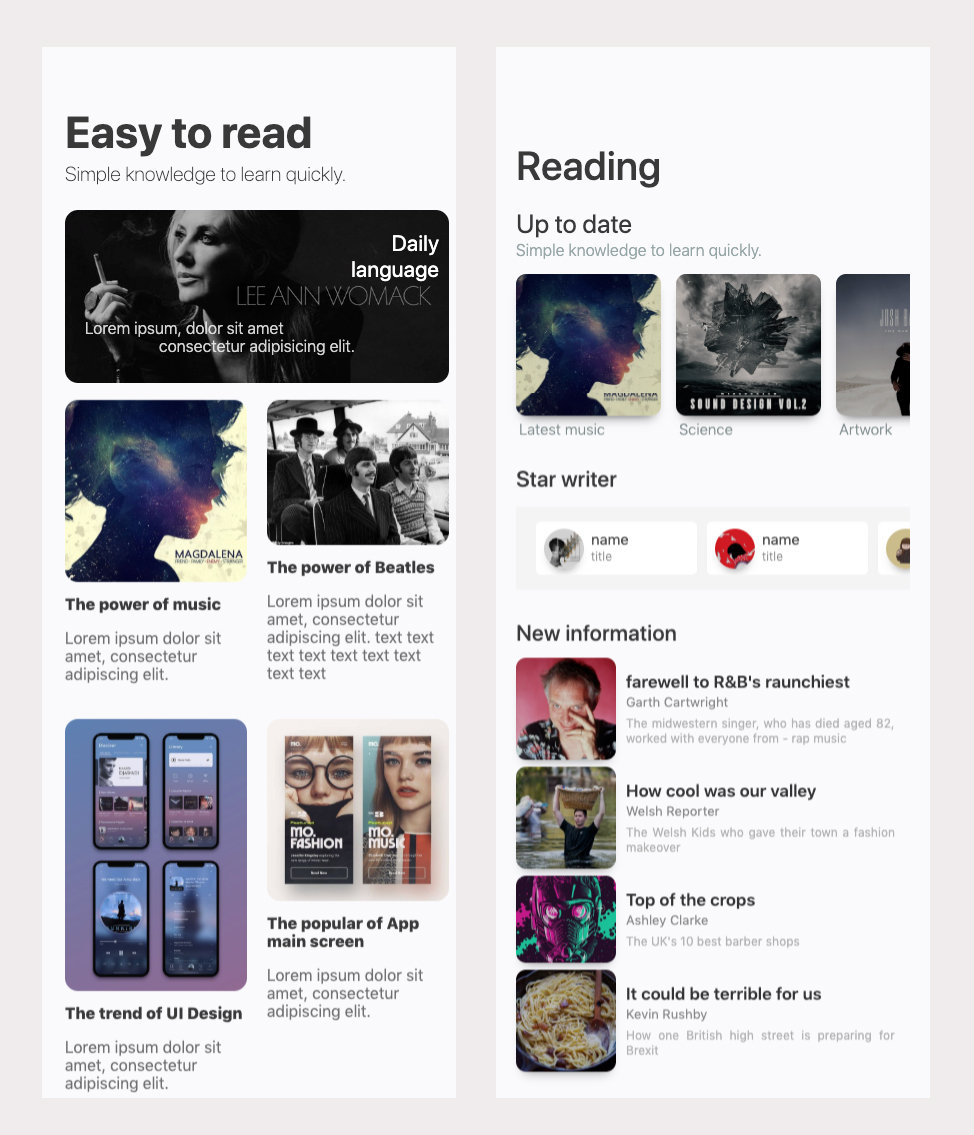 Easy to read
Simple knowledge to learn quickly.
Daily
language
LEE ANN WOMACK
Lorem ipsum, dolor sit amet
consectetur adipisicing elit.
MAGDALENA
The power of music
Lorem ipsum dolor sit
amet, consectetur
adipiscing elit.
The power of Beatles
Lorem ipsum dolor sit
amet, consectetur
adipiscing elit. text text
text text text text text
text text
The trend of UI Design
Lorem ipsum dolor sit
amet, consectetur
adipiscing elit.
MO.
MO.
MO.
FASHION
Read More
MO.
MUSIC
Read More
The popular of App
main screen
Lorem ipsum dolor sit
amet, consectetur
adipiscing elit.
Reading
Up to date
Simple knowledge to learn quickly.
MAGDALENA
SOUND DESIGN VOL.2
JOSH
Latest music
Science
Artwork
Star writer
name
title
name
title
New information
farewell to R&B's raunchiest
Garth Cartwright
The midwestern singer, who has died aged 82,
worked with everyone from - rap music
How cool was our valley
Welsh Reporter
The Welsh Kids who gave their town a fashion
makeover
Top of the crops
Ashley Clarke
The UK's 10 best barber shops
It could be terrible for us
Kevin Rushby
How one British high street is preparing for
Brexit